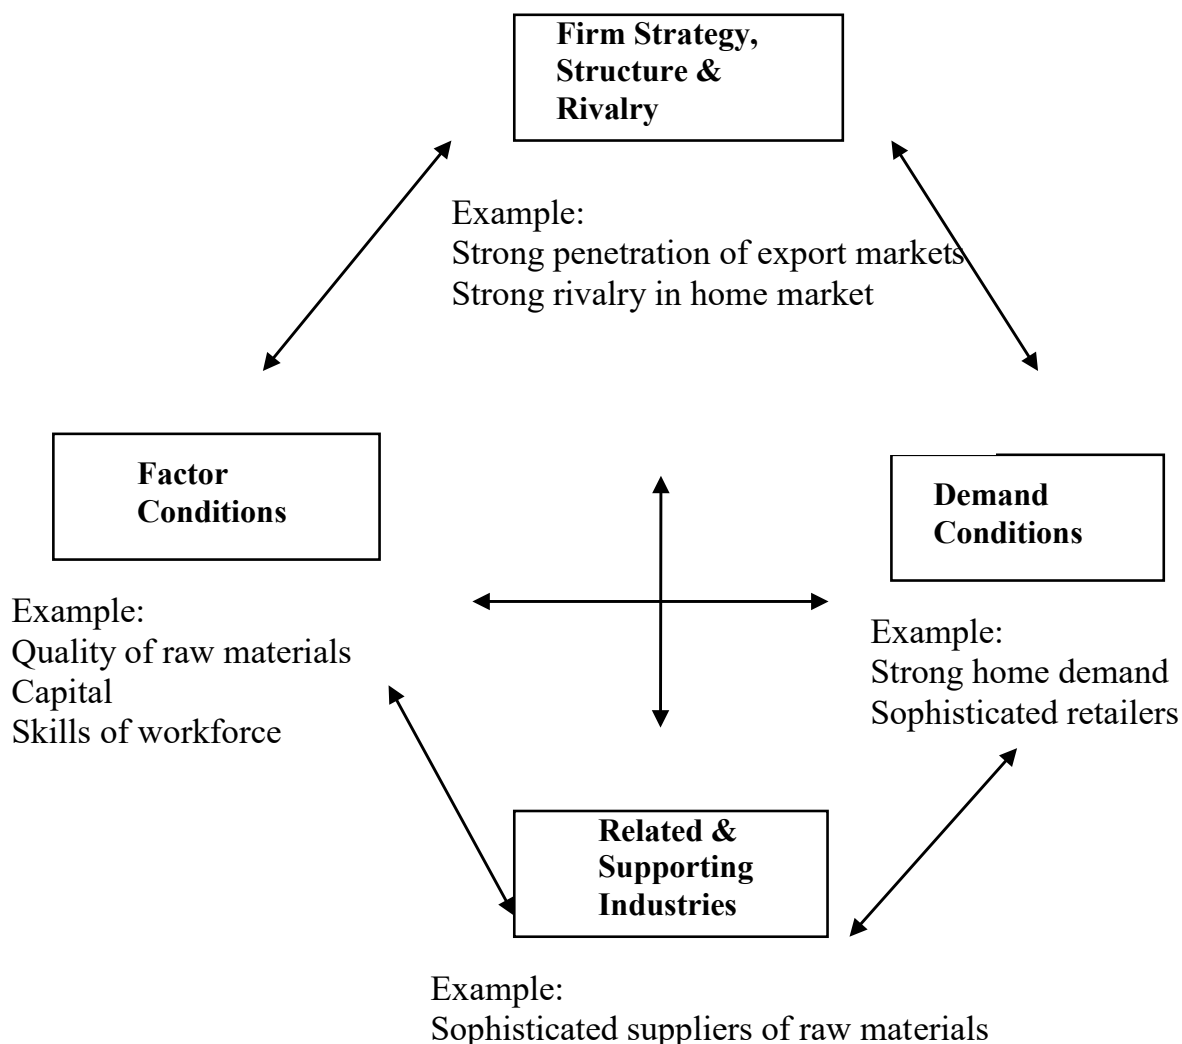 Firm Strategy,
Structure &
Rivalry
Example:
Strong penetration of export markets
Strong rivalry in home market
Factor
Conditions
Example:
Quality of raw materials
Capital
Skills of workforce
Demand
Conditions
Example:
Strong home demand
Sophisticated retailers
Related &
Supporting
Industries
Example:
Sophisticated suppliers of raw materials